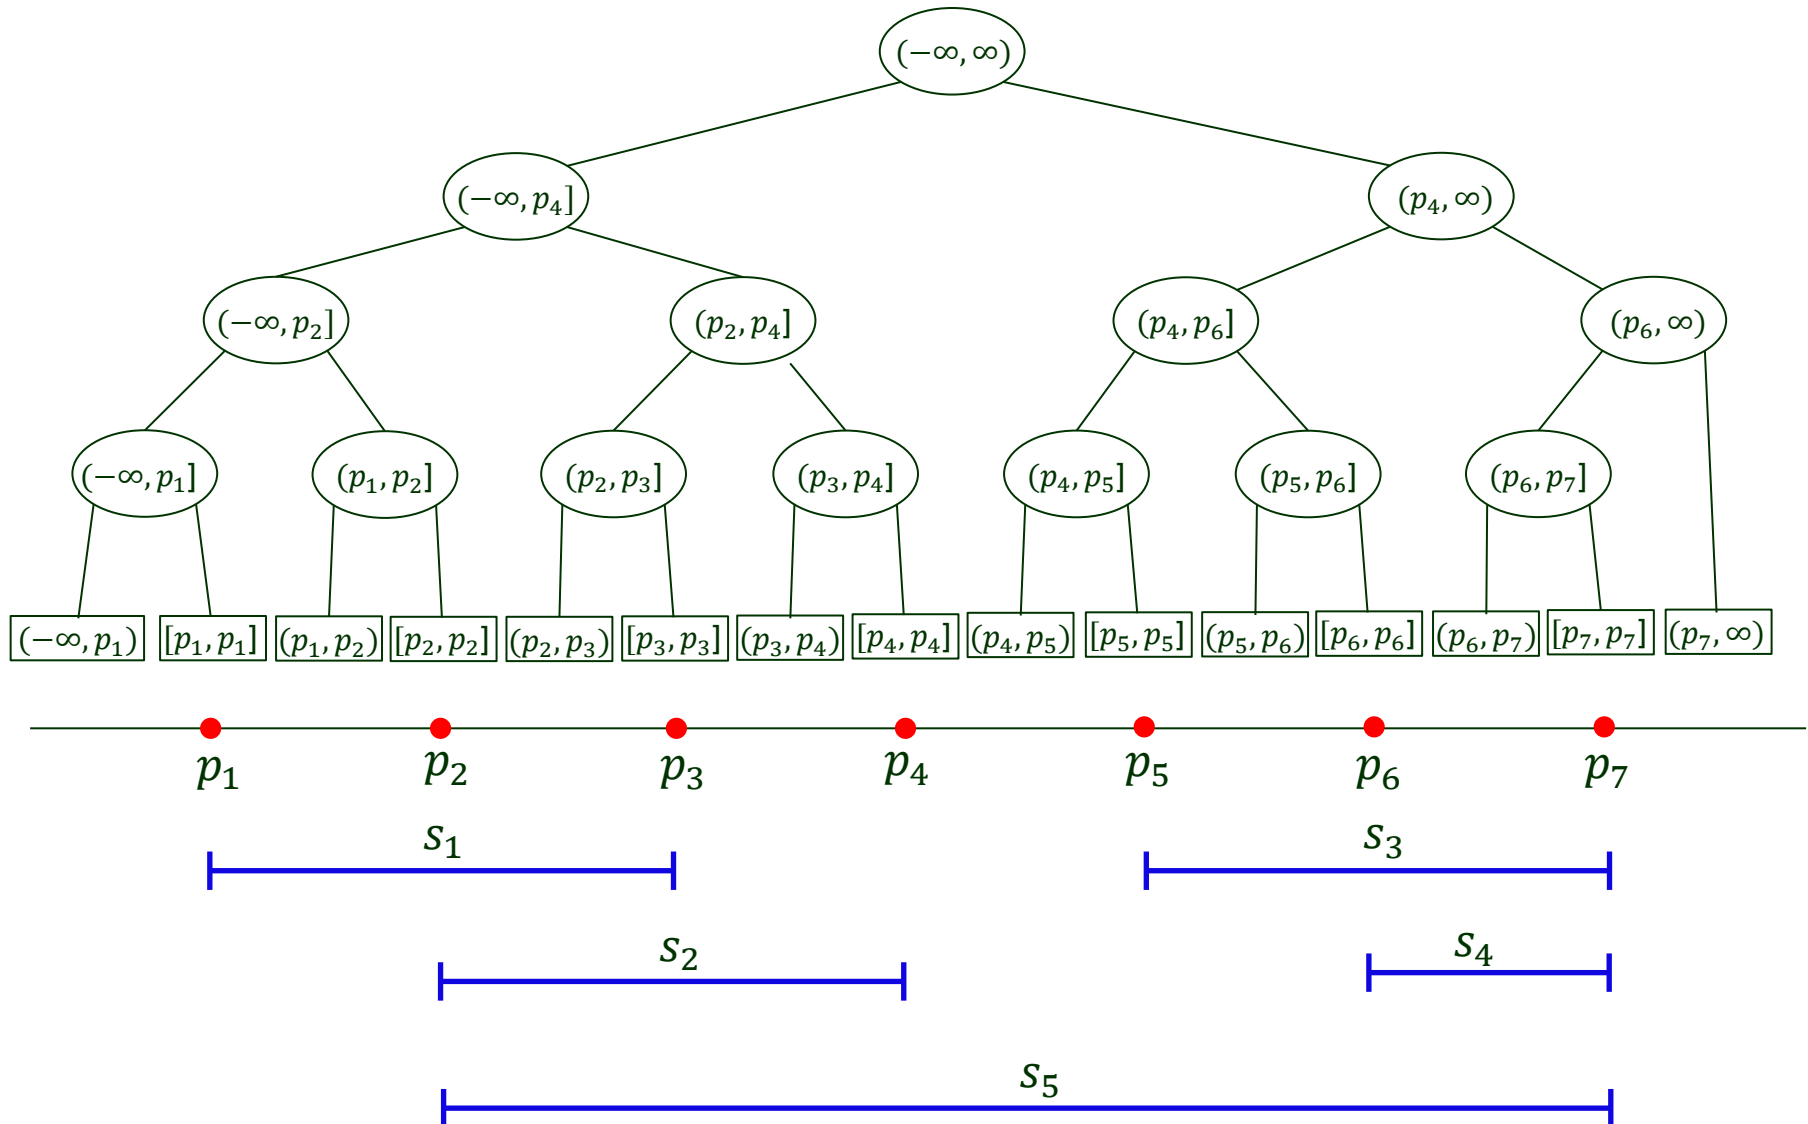 (−∞, ∞)
(−∞, p₄] (p₄, ∞)
(−∞, p₂] (p₂, p₄] (p₄, p₆] (p₆, ∞)
(−∞, p₁] (p₁, p₂] (p₂, p₃] (p₃, p₄] (p₄, p₅] (p₅, p₆] (p₆, p₇]
(−∞, p₁) [p₁, p₁] (p₁, p₂) [p₂, p₂] (p₂, p₃) [p₃, p₃] (p₃, p₄) [p₄, p₄] (p₄, p₅) [p₅, p₅] (p₅, p₆) [p₆, p₆] (p₆, p₇) [p₇, p₇] (p₇, ∞)
p₁ p₂ p₃ p₄ p₅ p₆ p₇
s₁ s₃
s₂ s₄
s₅